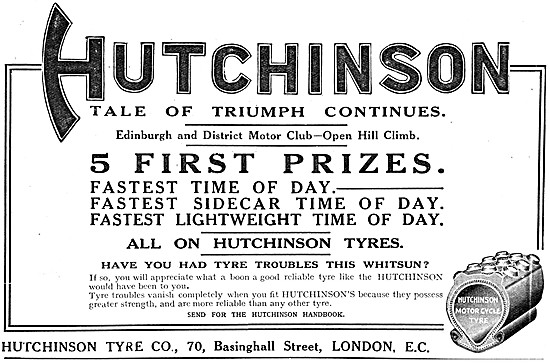 HUTCHINSON
TALE OF TRIUMPH CONTINUES.
Edinburgh and District Motor Club—Open Hill Climb.
5 FIRST PRIZES.
FASTEST TIME OF DAY.
FASTEST SIDECAR TIME OF DAY.
FASTEST LIGHTWEIGHT TIME OF DAY.
ALL ON HUTCHINSON TYRES.
HAVE YOU HAD TYRE TROUBLES THIS WHITSUN?
If so, you will appreciate what a boon a good reliable tyre like the HUTCHINSON
would have been to you.
Tyre troubles vanish completely when you fit HUTCHINSON'S because they possess
greater strength, and are more reliable than any other tyre.
SEND FOR THE HUTCHINSON HANDBOOK.
HUTCHINSON
MOTOR CYCLE
TYRE
HUTCHINSON TYRE CO., 70, Basinghall Street, LONDON, E.C.